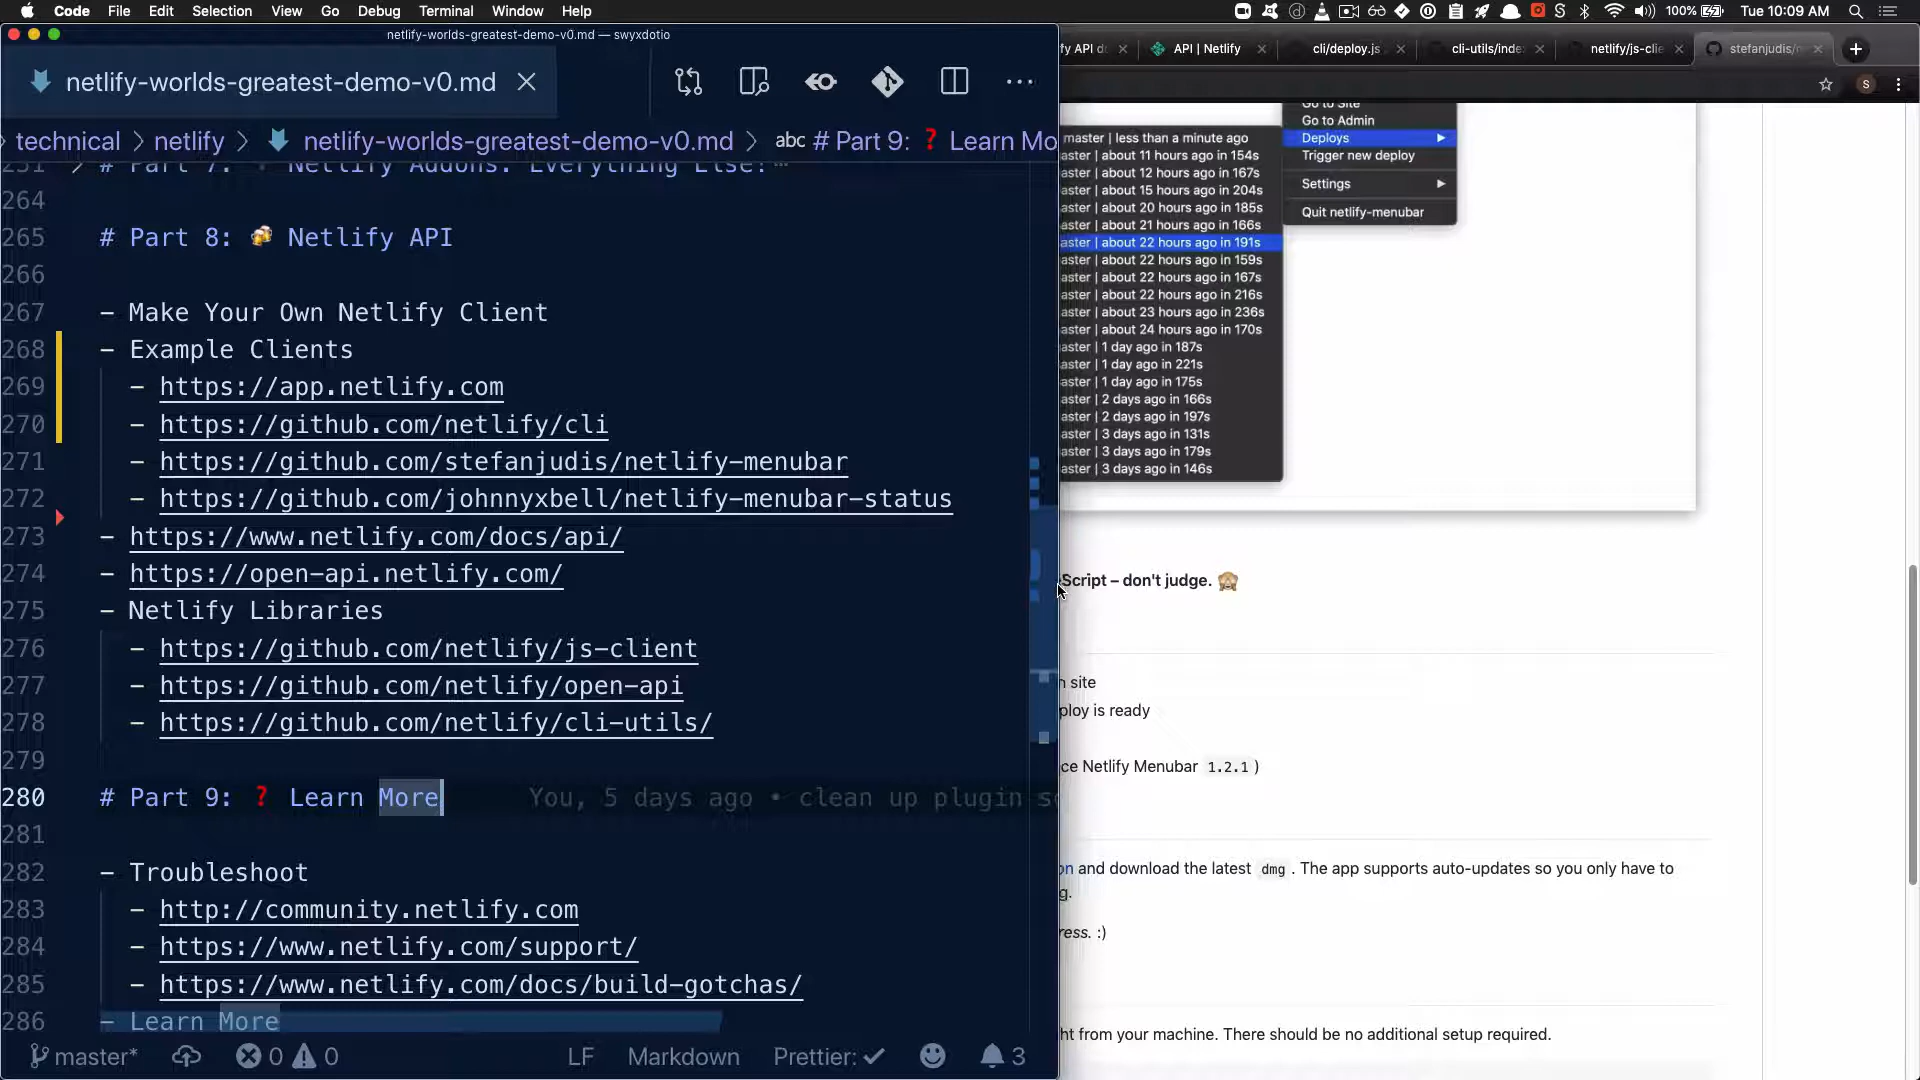 Code File Edit Selection View Go Debug Terminal Window Help 100% Tue 10:09 AM
netlify-worlds-greatest-demo-v0.md — swyxdotio
netlify-worlds-greatest-demo-v0.md
technical > netlify > netlify-worlds-greatest-demo-v0.md > abc # Part 9: ❓ Learn Mo
# Part 7: Netlify Addons: Everything Else!
264
265 # Part 8: 🍻 Netlify API
266
267 - Make Your Own Netlify Client
268 - Example Clients
269 - https://app.netlify.com
270 - https://github.com/netlify/cli
271 - https://github.com/stefanjudis/netlify-menubar
272 - https://github.com/johnnyxbell/netlify-menubar-status
273 - https://www.netlify.com/docs/api/
274 - https://open-api.netlify.com/
275 - Netlify Libraries
276 - https://github.com/netlify/js-client
277 - https://github.com/netlify/open-api
278 - https://github.com/netlify/cli-utils/
279
280 # Part 9: ❓ Learn More You, 5 days ago • clean up plugin s
281
282 - Troubleshoot
283 - http://community.netlify.com
284 - https://www.netlify.com/support/
285 - https://www.netlify.com/docs/build-gotchas/
286 - Learn More
master* 0 0 LF Markdown Prettier: ✓ 3
fy API d API | Netlify cli/deploy.js cli-utils/inde netlify/js-clie stefanjudis/n
S
Go to Site
Go to Admin
Deploys
Trigger new deploy
Settings
Quit netlify-menubar
master | less than a minute ago
aster | about 11 hours ago in 154s
aster | about 12 hours ago in 167s
aster | about 15 hours ago in 204s
aster | about 20 hours ago in 185s
aster | about 21 hours ago in 166s
aster | about 22 hours ago in 191s
aster | about 22 hours ago in 159s
aster | about 22 hours ago in 167s
aster | about 22 hours ago in 216s
aster | about 23 hours ago in 236s
aster | about 24 hours ago in 170s
aster | 1 day ago in 187s
aster | 1 day ago in 221s
aster | 1 day ago in 175s
aster | 2 days ago in 166s
aster | 2 days ago in 197s
aster | 3 days ago in 131s
aster | 3 days ago in 179s
aster | 3 days ago in 146s
Script – don't judge. 🙈
n site
ploy is ready
ce Netlify Menubar 1.2.1 )
on and download the latest dmg . The app supports auto-updates so you only have to
g.
ress. :)
ht from your machine. There should be no additional setup required.